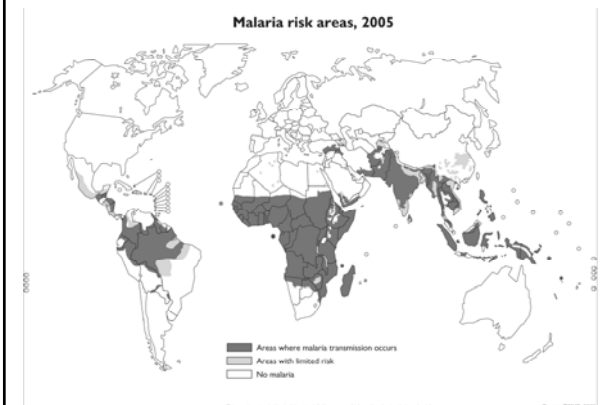 Malaria risk areas, 2005
Areas where malaria transmission occurs
Areas with limited risk
No malaria